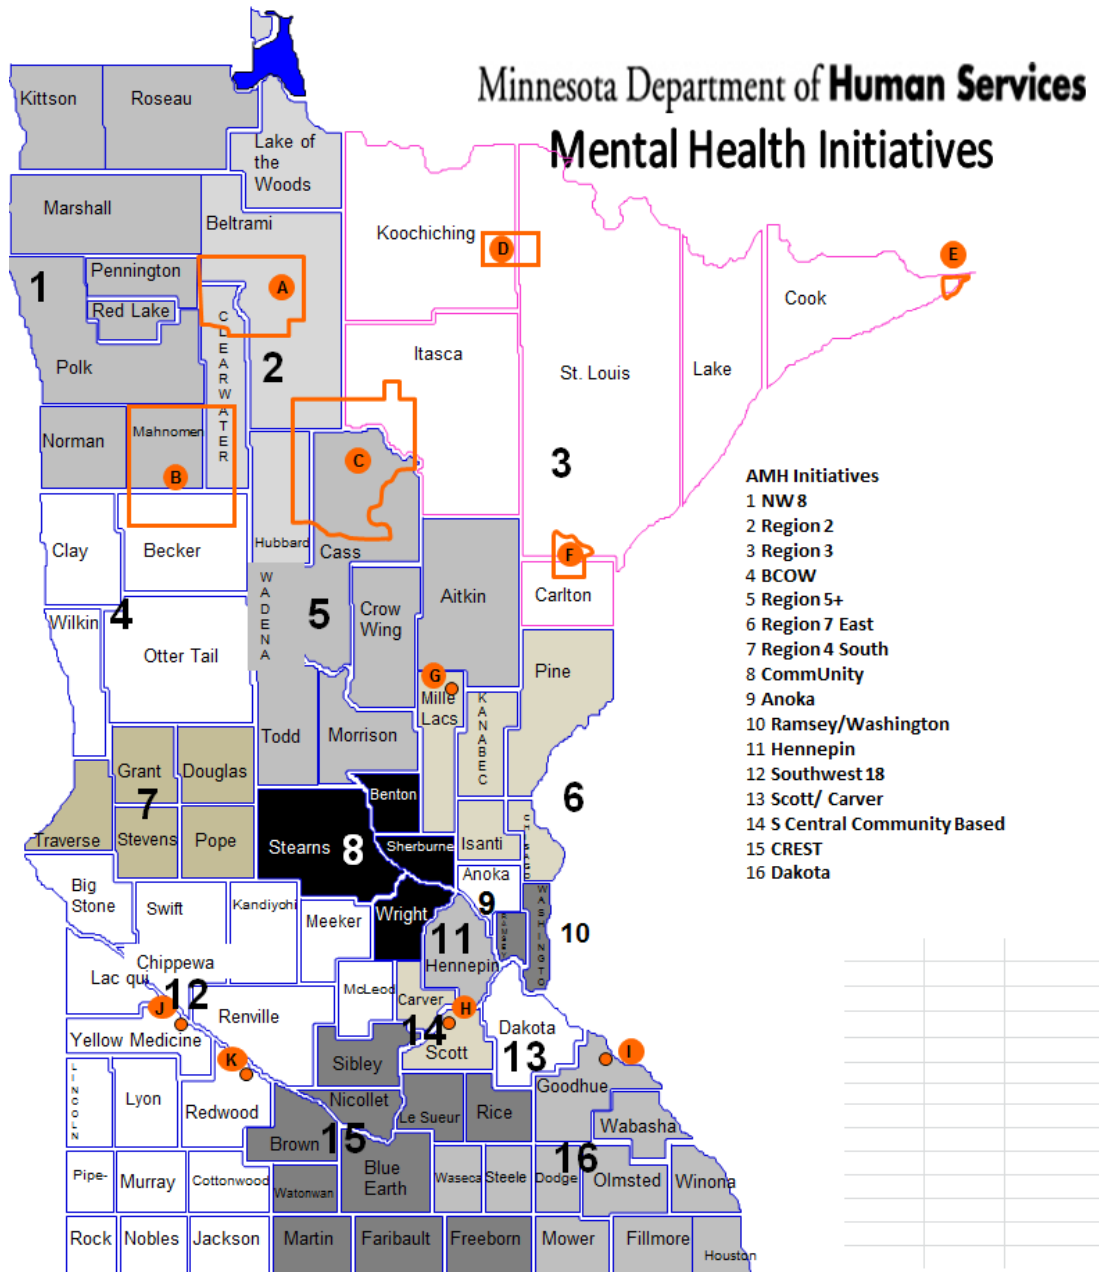 Minnesota Department of Human Services
Mental Health Initiatives
Kittson
Roseau
Lake of
the
Woods
Marshall
Beltrami
Koochiching
D
E
1
Pennington
A
Cook
Red Lake
CLEARWATER
Polk
2
Itasca
St. Louis
Lake
Norman
Mahnomen
B
C
3
AMH Initiatives
1 NW 8
2 Region 2
3 Region 3
4 BCOW
5 Region 5+
6 Region 7 East
7 Region 4 South
8 CommUnity
9 Anoka
10 Ramsey/Washington
11 Hennepin
12 Southwest 18
13 Scott/ Carver
14 S Central Community Based
15 CREST
16 Dakota
Clay
Becker
Hubbard
Cass
F
WADENA
Wilkin
4
5
Crow
Wing
Aitkin
Carlton
Otter Tail
G
Mille
Lacs
KANABEC
Pine
Todd
Morrison
Grant
Douglas
7
Benton
6
Traverse
Stevens
Pope
Stearns
8
Sherburne
Isanti
CHISAGO
Big
Stone
Swift
Kandiyohi
Meeker
Wright
Anoka
9
RAMSEY
WASHINGTO
10
11
Hennepin
Chippewa
Lac qui
12
McLeod
Carver
J
Renville
H
14
Scott
Dakota
13
Yellow Medicine
K
Sibley
I
LINCOLN
Lyon
Redwood
Nicollet
Le Sueur
Rice
Goodhue
Wabasha
Brown
15
16
Pipe-
Murray
Cottonwood
Watonwan
Blue
Earth
Waseca
Steele
Dodge
Olmsted
Winona
Rock
Nobles
Jackson
Martin
Faribault
Freeborn
Mower
Fillmore
Houston